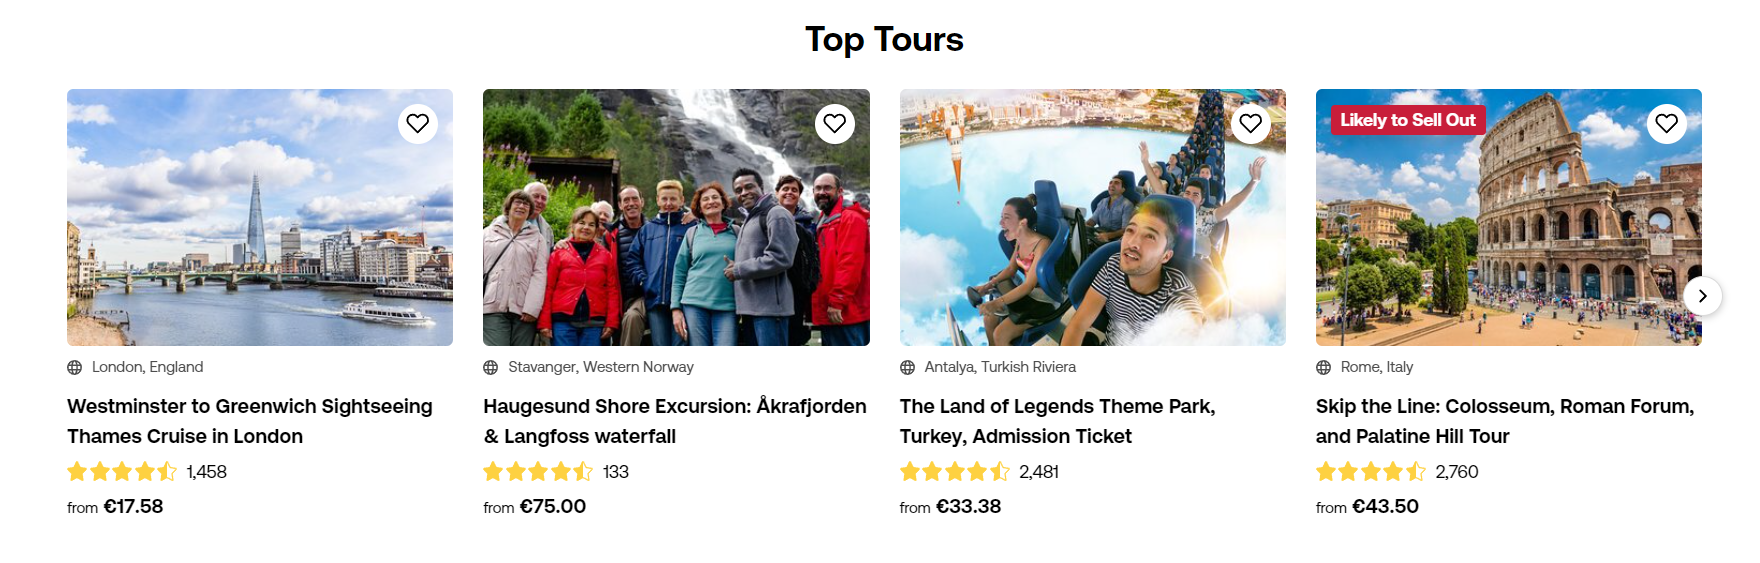 Top Tours
Likely to Sell Out
London, England
Westminster to Greenwich Sightseeing
Thames Cruise in London
1,458
from €17.58
Stavanger, Western Norway
Haugesund Shore Excursion: Åkrafjorden
& Langfoss waterfall
133
from €75.00
Antalya, Turkish Riviera
The Land of Legends Theme Park,
Turkey, Admission Ticket
2,481
from €33.38
Rome, Italy
Skip the Line: Colosseum, Roman Forum,
and Palatine Hill Tour
2,760
from €43.50